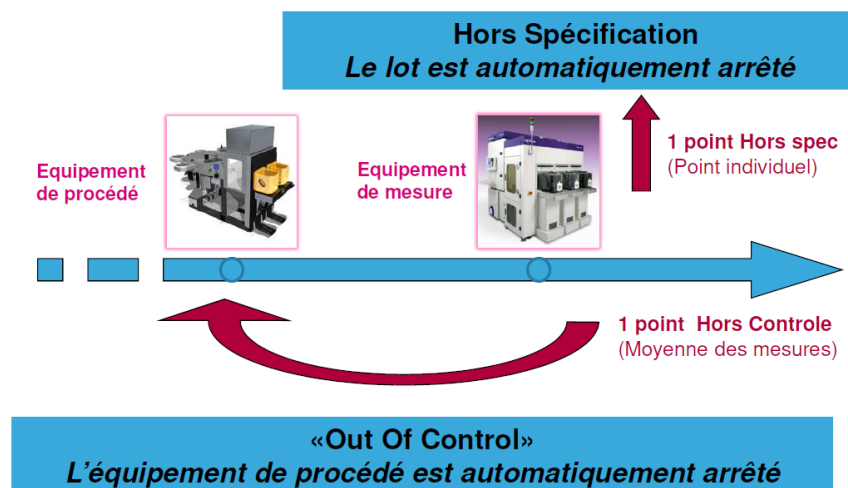 Hors Spécification
Le lot est automatiquement arrêté
Equipement
de procédé
Equipement
de mesure
1 point Hors spec
(Point individuel)
1 point Hors Controle
(Moyenne des mesures)
«Out Of Control»
L'équipement de procédé est automatiquement arrêté